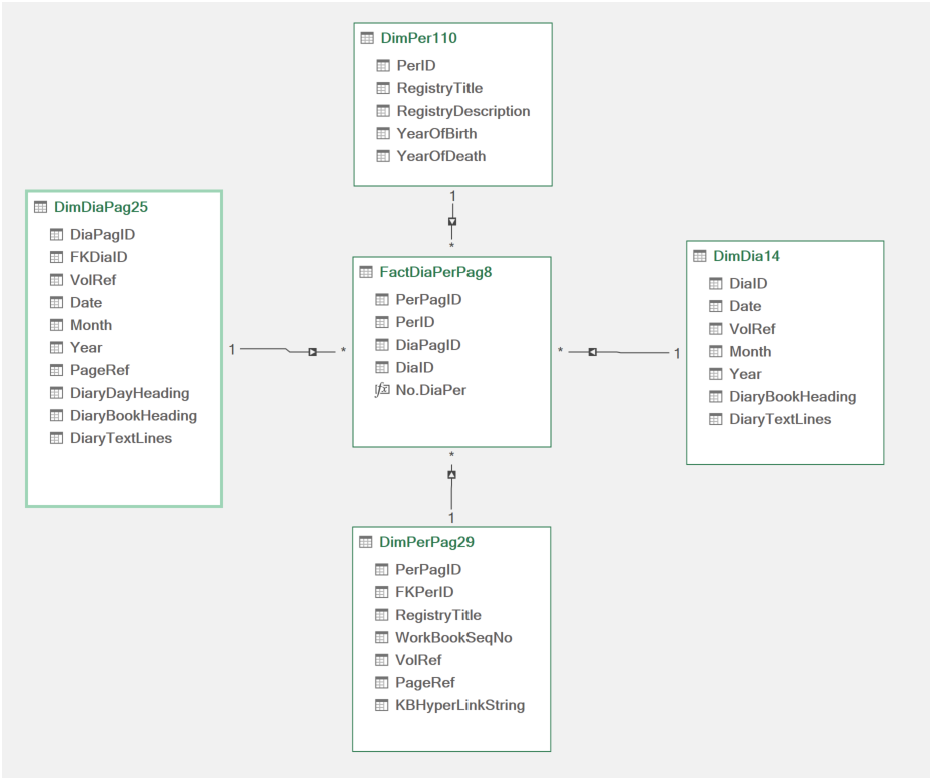 DimPer110
PerID
RegistryTitle
RegistryDescription
YearOfBirth
YearOfDeath
1
*
DimDiaPag25
DiaPagID
FKDiaID
VolRef
Date
Month
Year
PageRef
DiaryDayHeading
DiaryBookHeading
DiaryTextLines
1
*
FactDiaPerPag8
PerPagID
PerID
DiaPagID
DiaID
fx No.DiaPer
*
1
DimDia14
DiaID
Date
VolRef
Month
Year
DiaryBookHeading
DiaryTextLines
*
1
DimPerPag29
PerPagID
FKPerID
RegistryTitle
WorkBookSeqNo
VolRef
PageRef
KBHyperLinkString